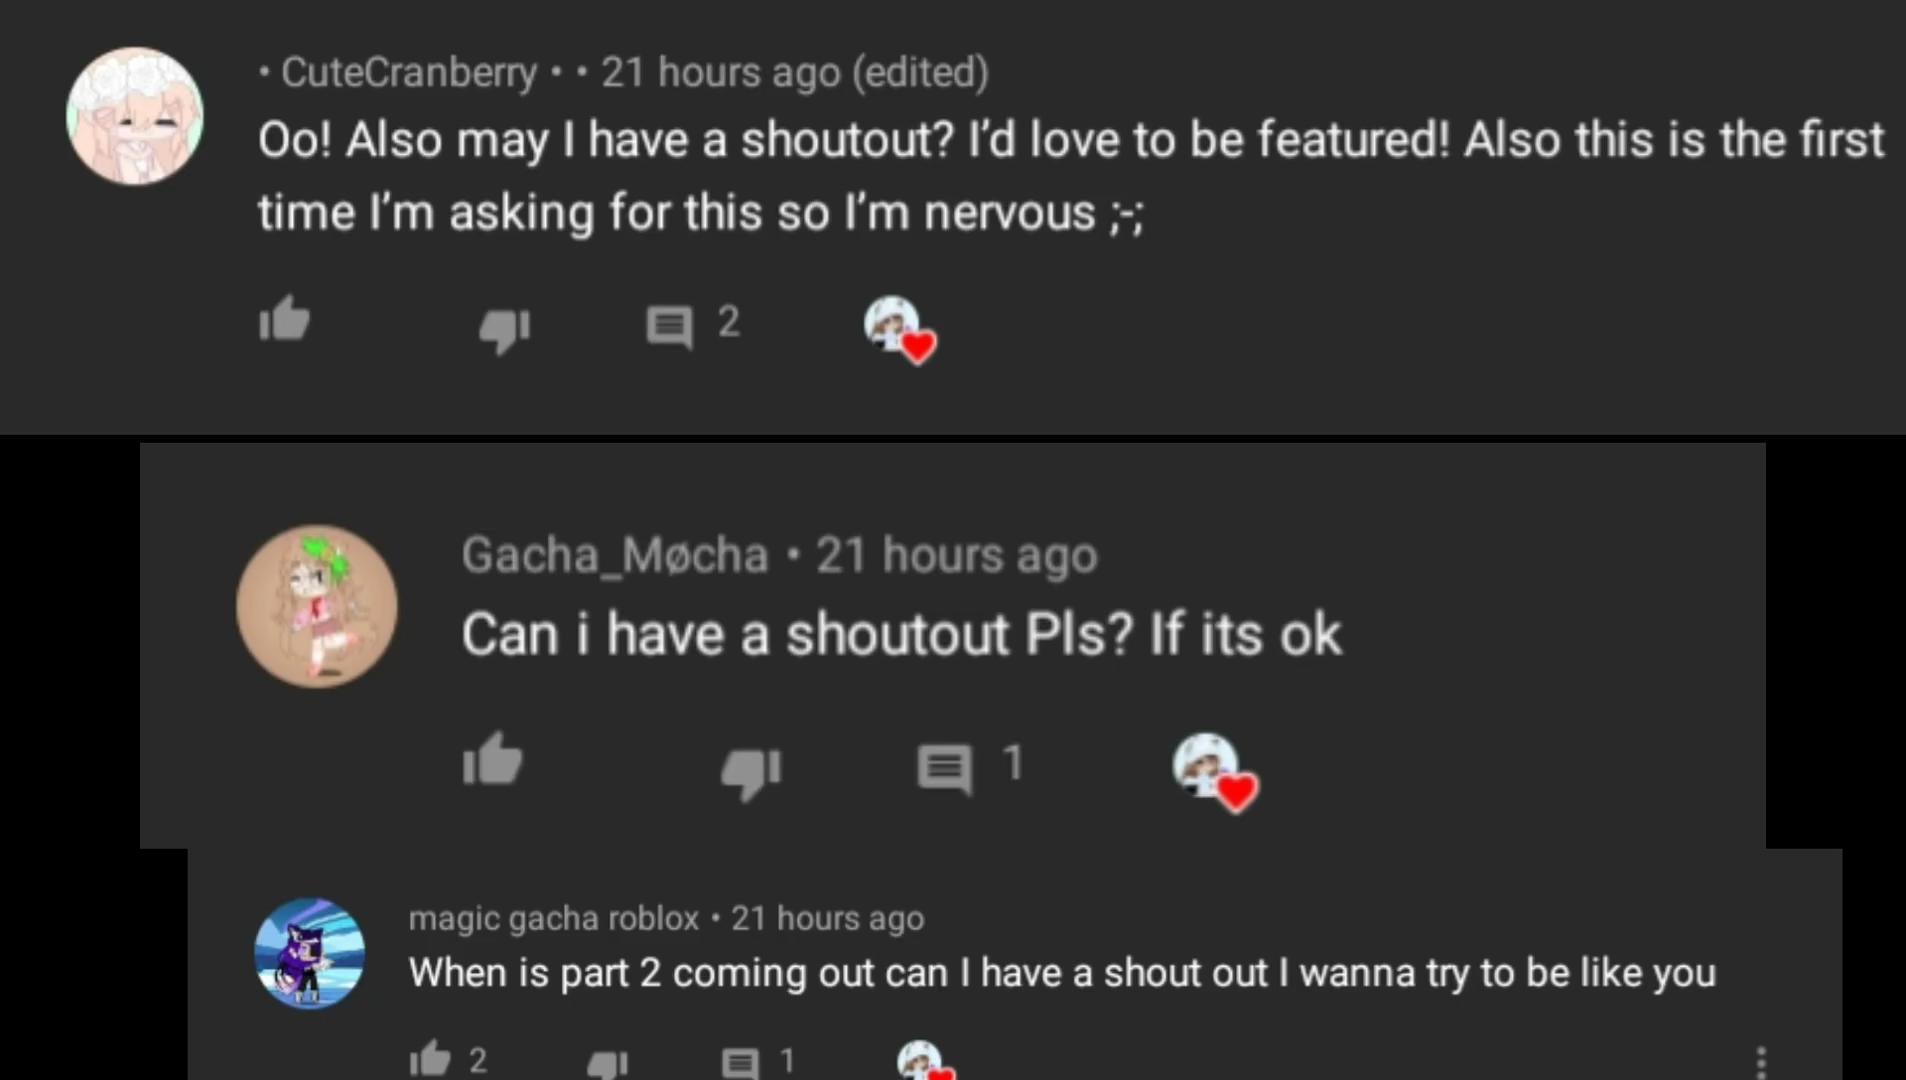 • CuteCranberry • • 21 hours ago (edited)
Oo! Also may I have a shoutout? I'd love to be featured! Also this is the first
time I'm asking for this so I'm nervous ;-;
2
Gacha_Møcha • 21 hours ago
Can i have a shoutout Pls? If its ok
1
magic gacha roblox • 21 hours ago
When is part 2 coming out can I have a shout out I wanna try to be like you
2 1